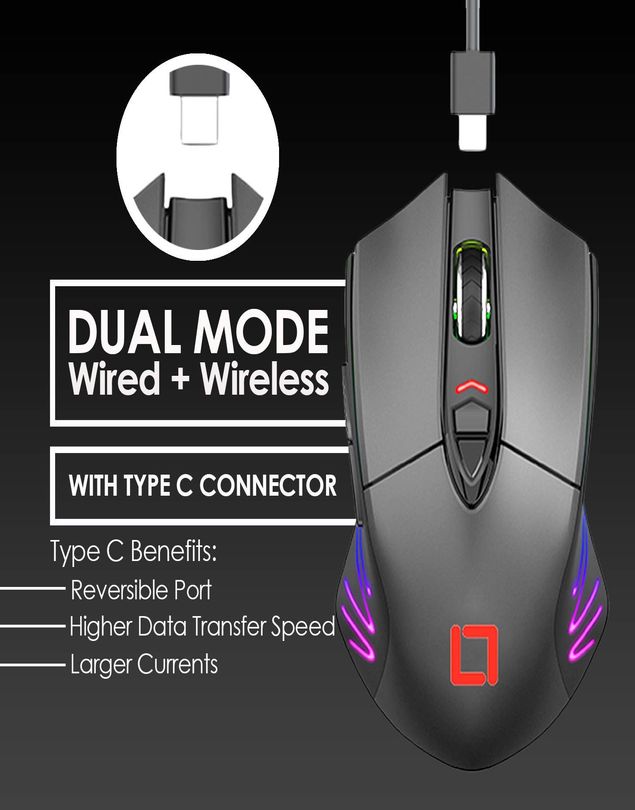 DUAL MODE
Wired + Wireless
WITH TYPE C CONNECTOR
Type C Benefits:
Reversible Port
Higher Data Transfer Speed
Larger Currents